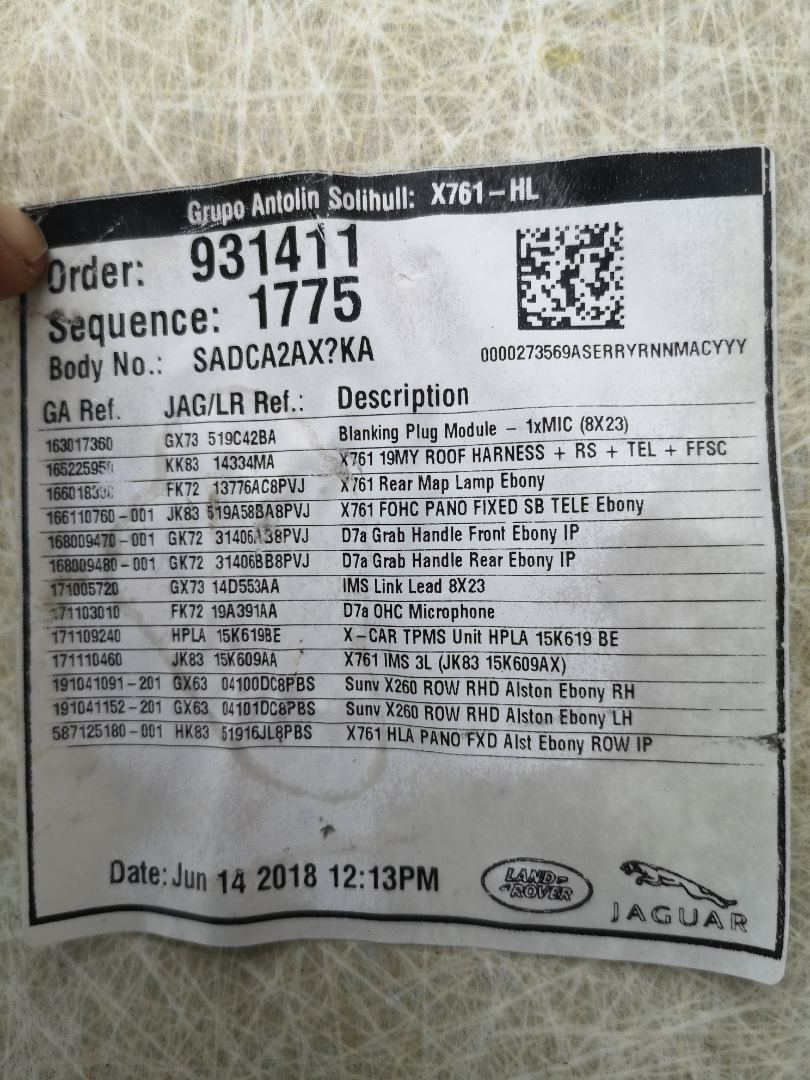 Grupo Antolin Solihull: X761-HL
Order: 931411
Sequence: 1775
Body No.: SADCA2AX?KA
0000273569ASERRYRNNMACYYY
GA Ref. JAG/LR Ref.: Description
163017360 GX73 519C42BA Blanking Plug Module - 1xMIC (8X23)
KK83 14334MA X761 19MY ROOF HARNESS + RS + TEL + FFSC
FK72 13776AC8PVJ X761 Rear Map Lamp Ebony
166110760-001 JK83 519A58BA8PVJ X761 FOHC PANO FIXED SB TELE Ebony
168009470-001 GK72 D7a Grab Handle Front Ebony IP
168009480-001 GK72 31406BB8PVJ D7a Grab Handle Rear Ebony IP
171005720 GX73 14D553AA IMS Link Lead 8X23
171103010 FK72 19A391AA D7a OHC Microphone
171109240 HPLA 15K619BE X-CAR TPMS Unit HPLA 15K619 BE
171110460 JK83 15K609AA X761 IMS 3L (JK83 15K609AX)
191041091-201 GX63 04100DC8PBS Sunv X260 ROW RHD Alston Ebony RH
191041152-201 GX63 04101DC8PBS Sunv X260 ROW RHD Alston Ebony LH
587125180-001 HK83 51916JL8PBS X761 HLA PANO FXD Alst Ebony ROW IP
Date: Jun 14 2018 12:13PM
LAND-
-ROVER
JAGUAR